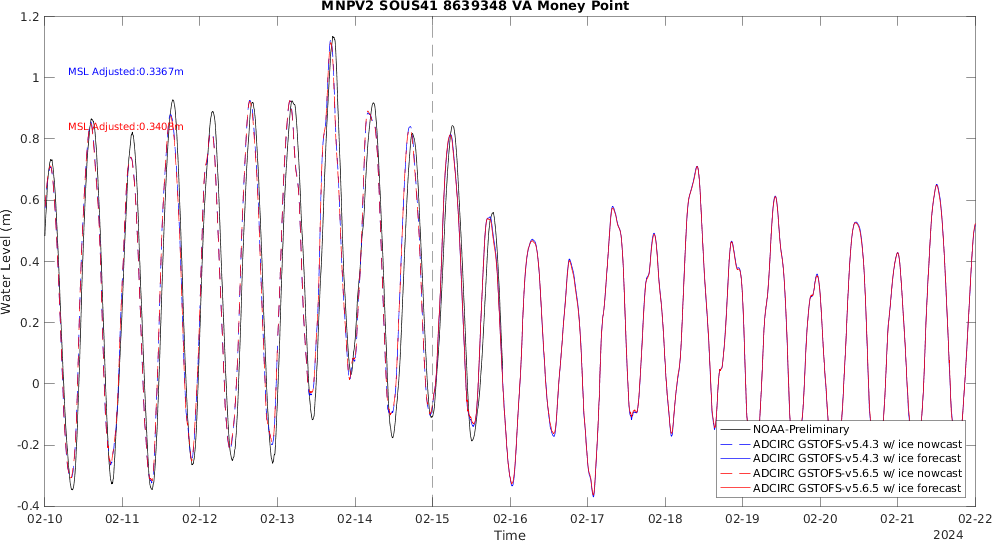 MNPV2 SOUS41 8639348 VA Money Point
Water Level (m)
1.2
1
0.8
0.6
0.4
0.2
0
-0.2
-0.4
MSL Adjusted:0.3367m
MSL Adjusted:0.3408m
NOAA-Preliminary
ADCIRC GSTOFS-v5.4.3 w/ ice nowcast
ADCIRC GSTOFS-v5.4.3 w/ ice forecast
ADCIRC GSTOFS-v5.6.5 w/ ice nowcast
ADCIRC GSTOFS-v5.6.5 w/ ice forecast
02-10 02-11 02-12 02-13 02-14 02-15 02-16 02-17 02-18 02-19 02-20 02-21 02-22
Time
2024